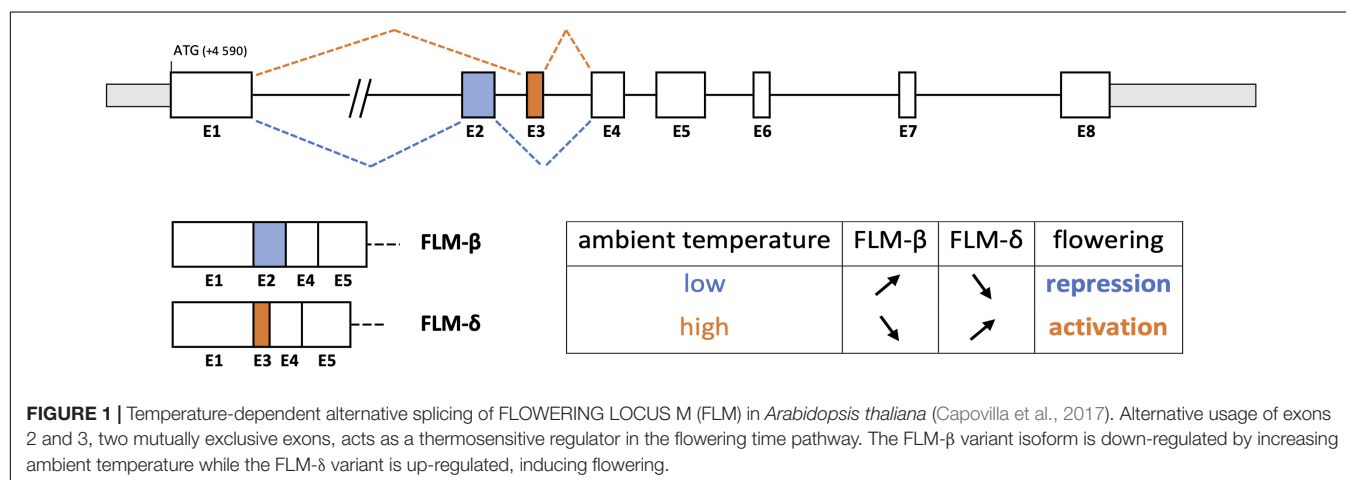 ATG (+4 590)
E1
E2
E3
E4
E5
E6
E7
E8
FLM-β
E1 E2 E4 E5
FLM-δ
E1 E3 E4 E5
ambient temperature FLM-β FLM-δ flowering
low ↗ ↘ repression
high ↘ ↗ activation
FIGURE 1 | Temperature-dependent alternative splicing of FLOWERING LOCUS M (FLM) in Arabidopsis thaliana (Capovilla et al., 2017). Alternative usage of exons
2 and 3, two mutually exclusive exons, acts as a thermosensitive regulator in the flowering time pathway. The FLM-β variant isoform is down-regulated by increasing
ambient temperature while the FLM-δ variant is up-regulated, inducing flowering.